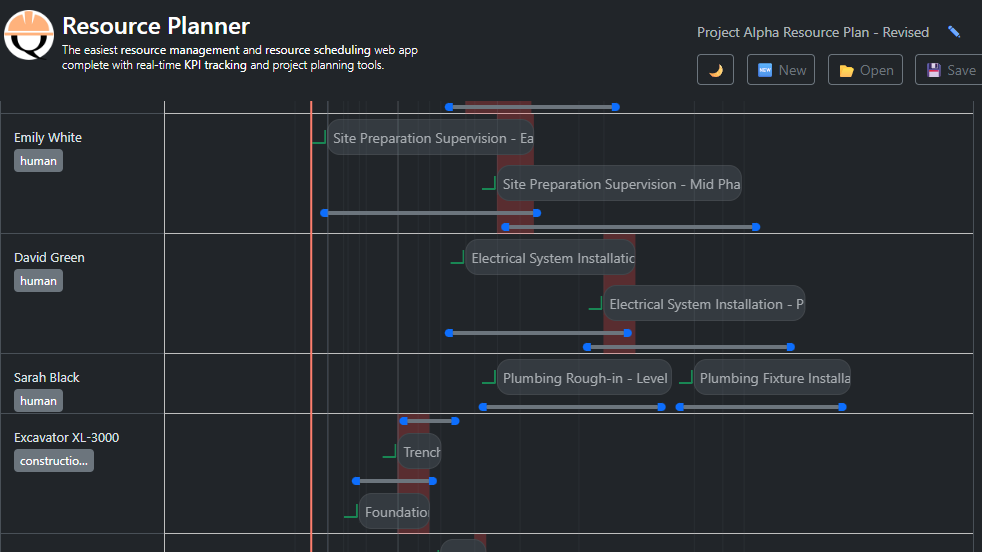 Resource Planner
The easiest resource management and resource scheduling web app
complete with real-time KPI tracking and project planning tools.
Project Alpha Resource Plan - Revised
New
Open
Save
Emily White
human
Site Preparation Supervision - Ea
Site Preparation Supervision - Mid Pha
David Green
human
Electrical System Installatic
Electrical System Installation - P
Sarah Black
human
Plumbing Rough-in - Level
Plumbing Fixture Installa
Excavator XL-3000
constructio...
Trench
Foundation